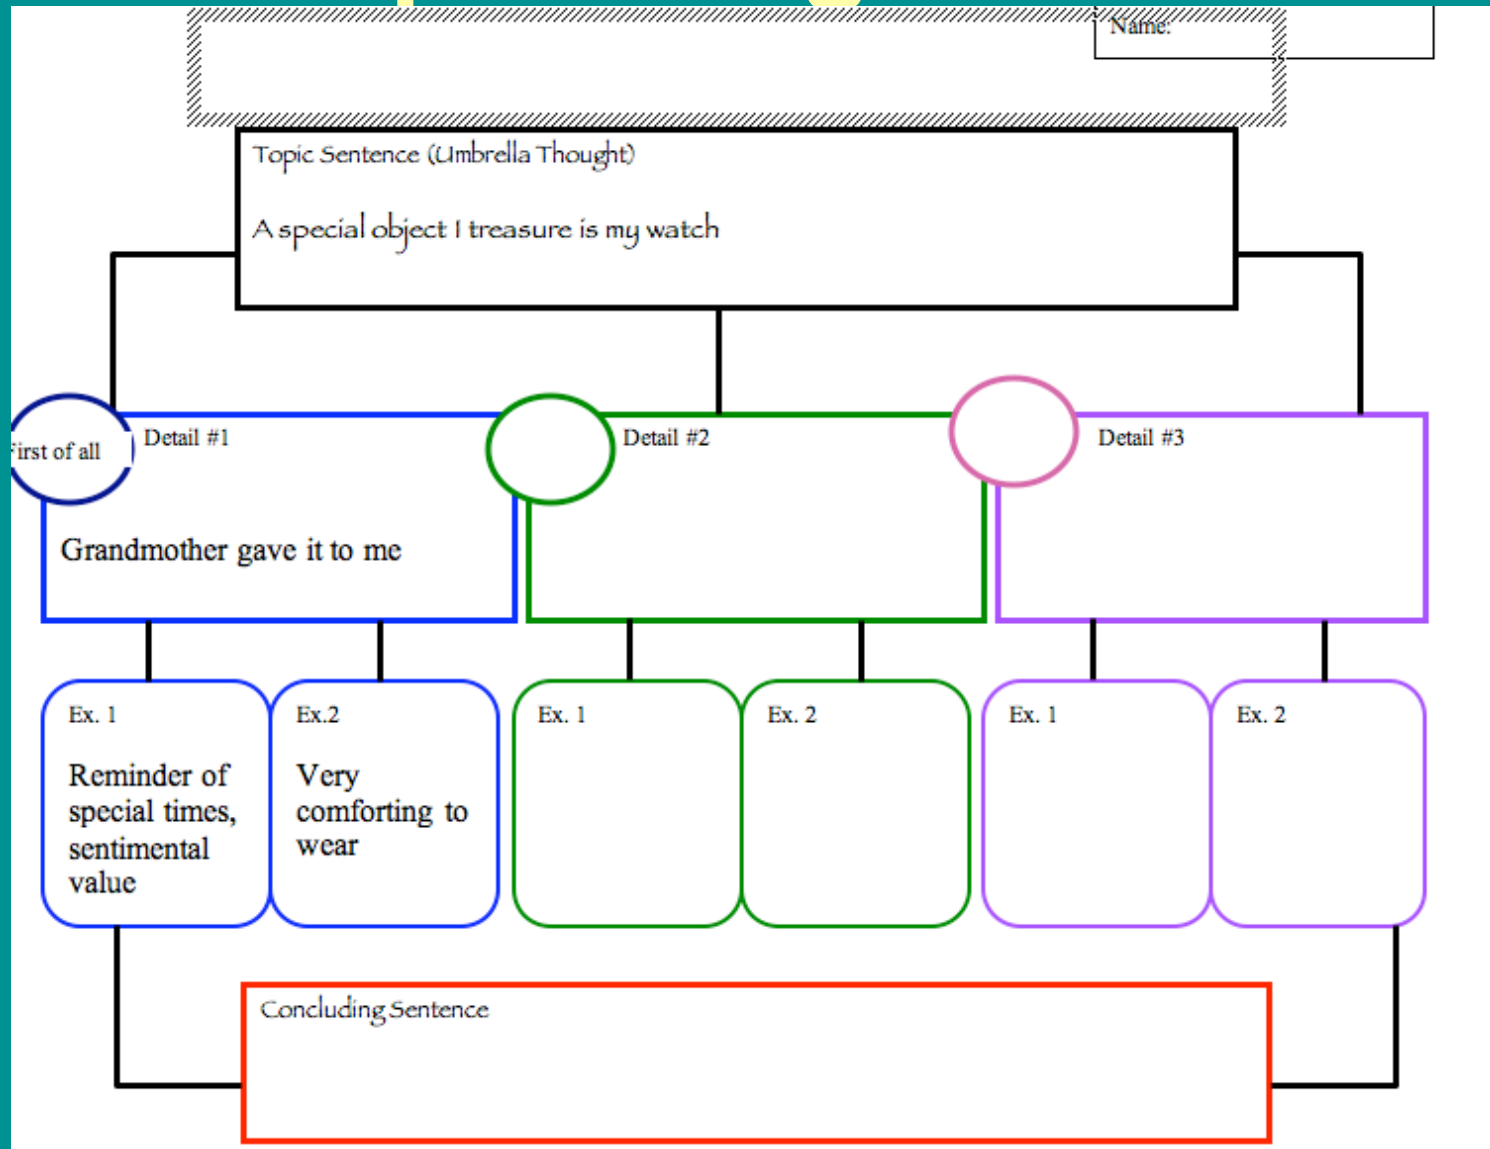 Name:
Topic Sentence (Umbrella Thought)
A special object I treasure is my watch
First of all
Detail #1
Grandmother gave it to me
Detail #2
Detail #3
Ex. 1
Reminder of
special times,
sentimental
value
Ex.2
Very
comforting to
wear
Ex. 1
Ex. 2
Ex. 1
Ex. 2
Concluding Sentence